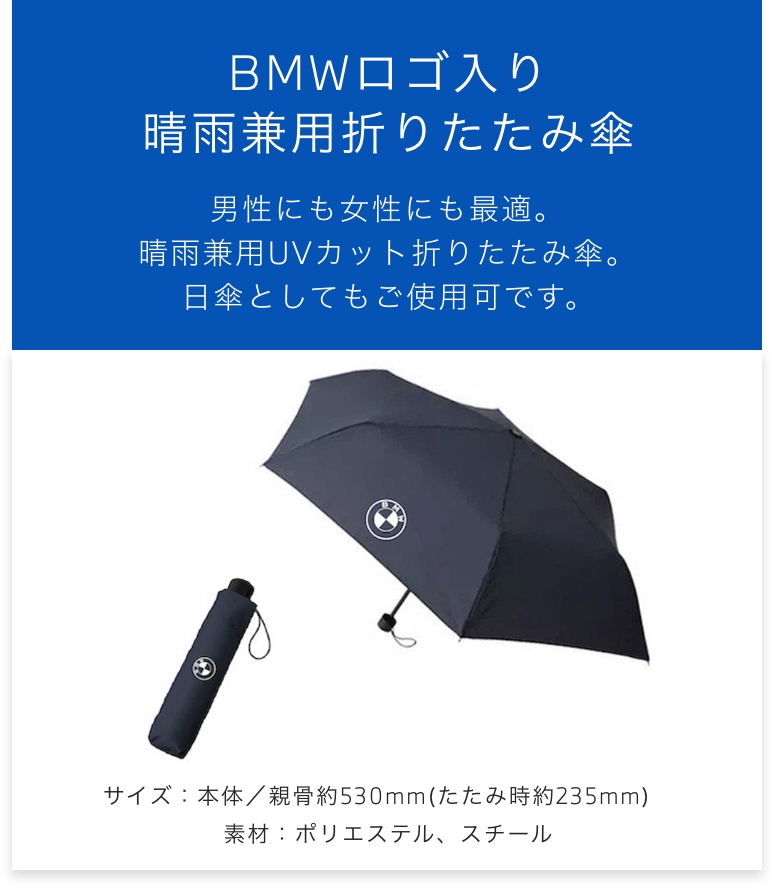 BMWロゴ入り
晴雨兼用折りたたみ傘
男性にも女性にも最適。
晴雨兼用UVカット折りたたみ傘。
日傘としてもご使用可です。
BMW
BMW
サイズ：本体／親骨約530mm(たたみ時約235mm)
素材：ポリエステル、スチール